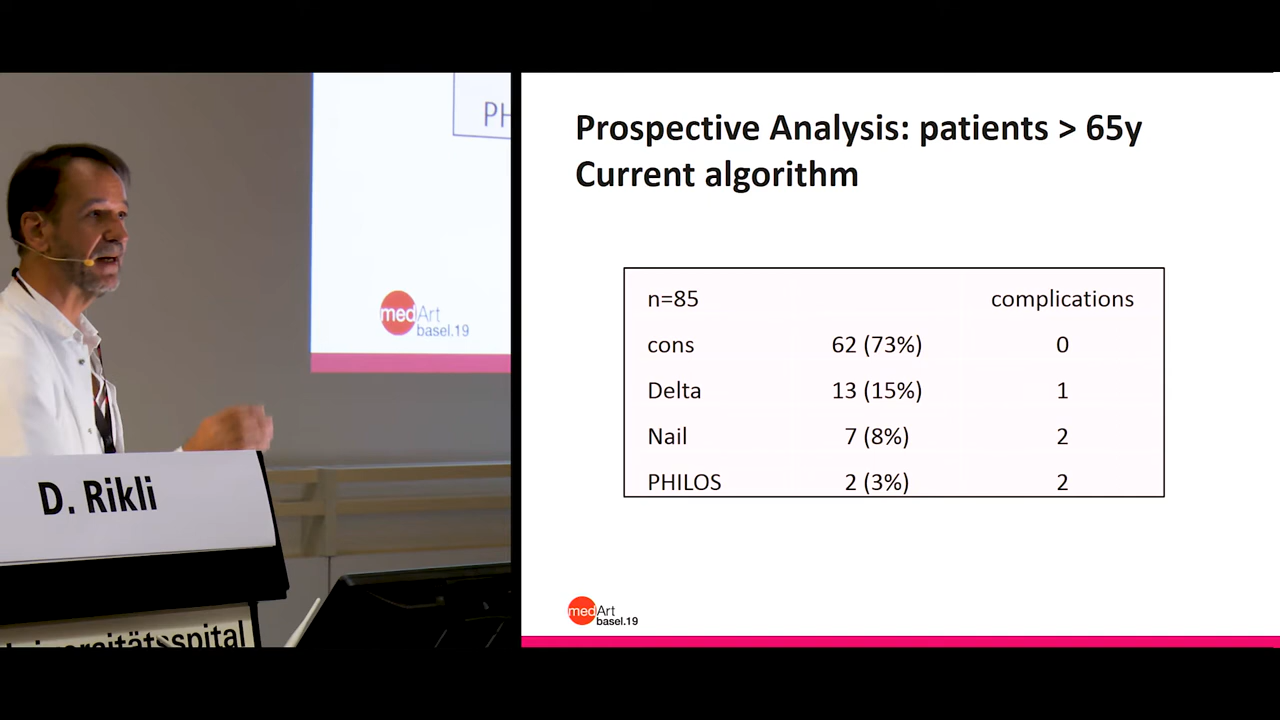 PH
medArt
basel.19
D. Rikli
Universitätsspital
Prospective Analysis: patients > 65y
Current algorithm
n=85 complications
cons 62 (73%) 0
Delta 13 (15%) 1
Nail 7 (8%) 2
PHILOS 2 (3%) 2
medArt
basel.19